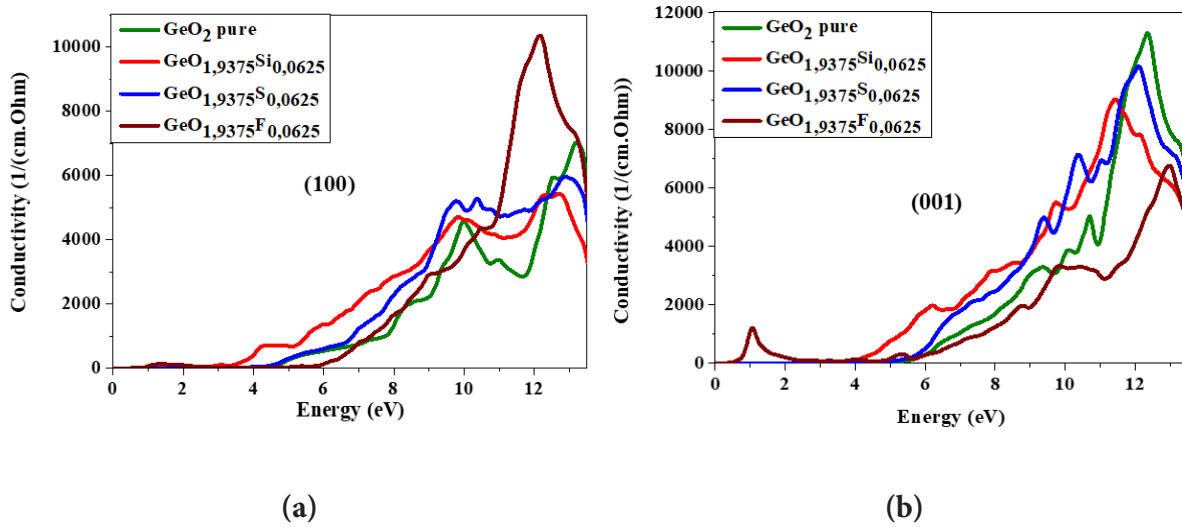 GeO2 pure
GeO1,9375Si0,0625
GeO1,9375S0,0625
GeO1,9375F0,0625
(100)
Conductivity (1/(cm.Ohm))
10000
8000
6000
4000
2000
0
0 2 4 6 8 10 12
Energy (eV)
(a)
GeO2 pure
GeO1,9375Si0,0625
GeO1,9375S0,0625
GeO1,9375F0,0625
(001)
Conductivity (1/(cm.Ohm))
12000
10000
8000
6000
4000
2000
0
0 2 4 6 8 10 12
Energy (eV)
(b)